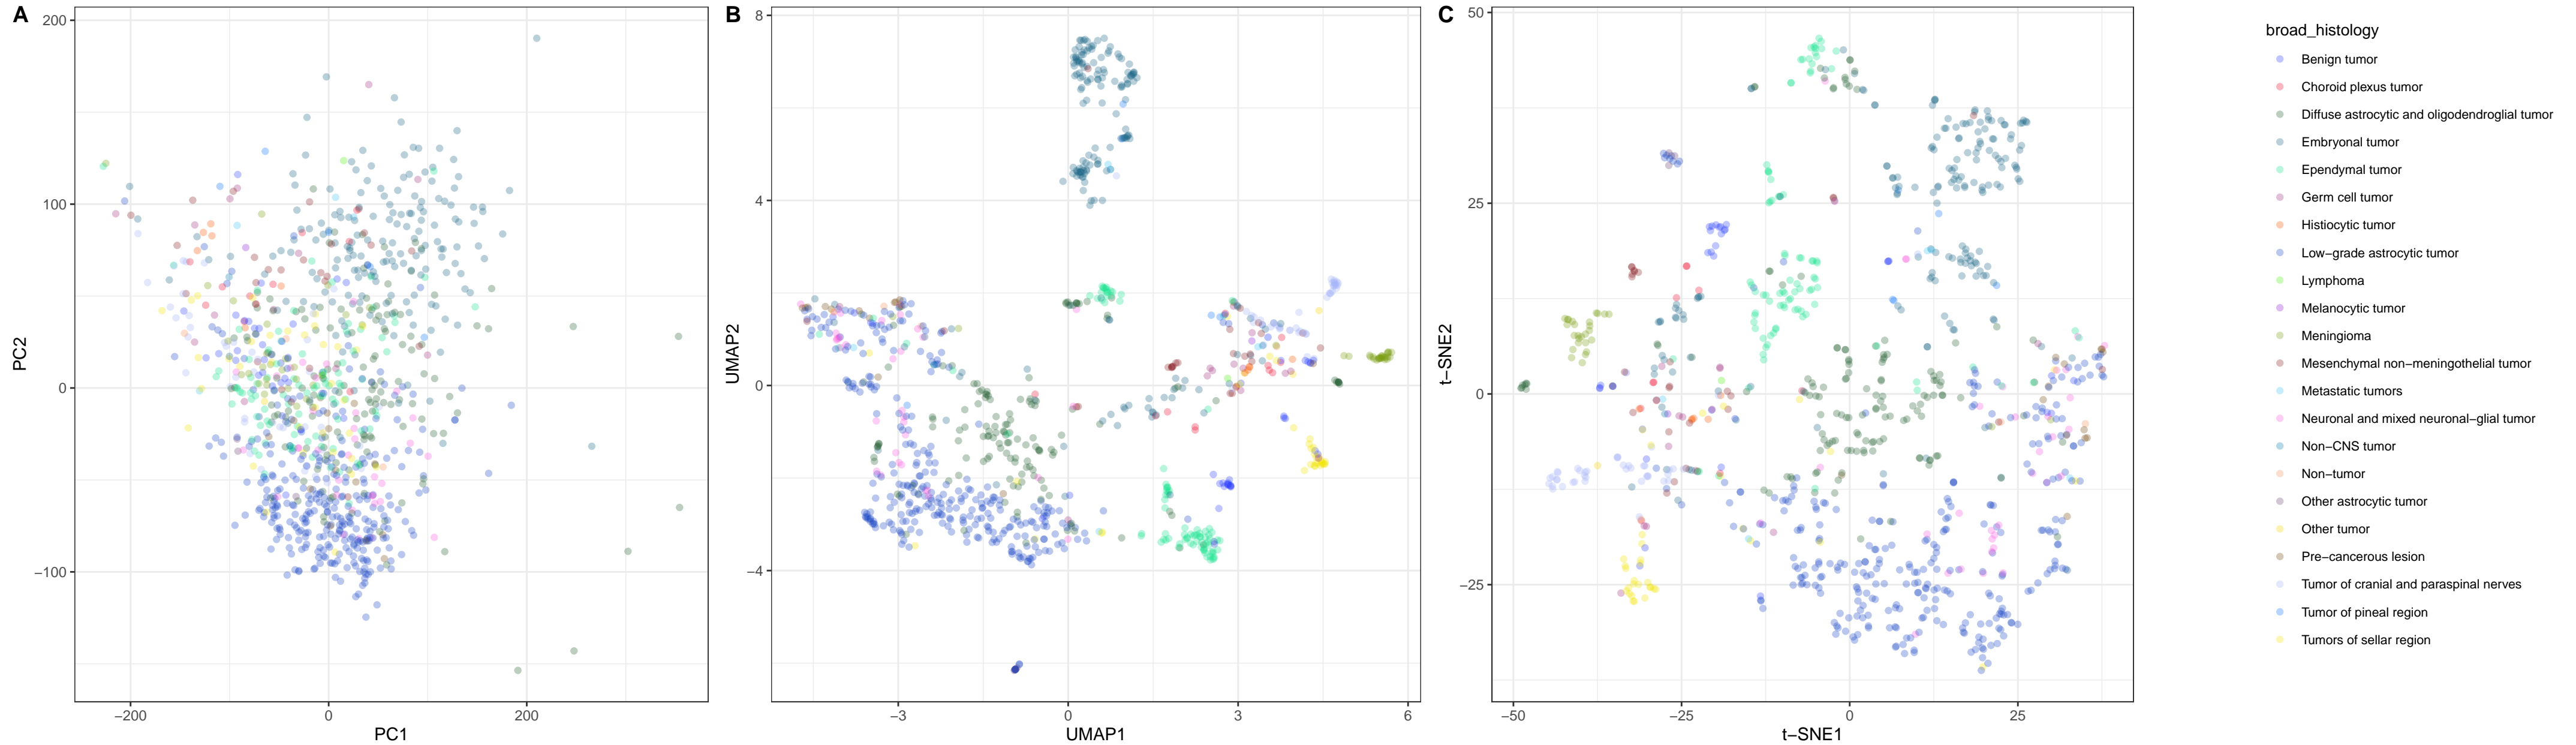 A
200
100
0
−100
−200
0
200
PC2
PC1
B
8
4
0
−4
−3
0
3
6
UMAP2
UMAP1
C
50
25
0
−25
−50
−25
0
25
t−SNE2
t−SNE1
broad_histology
Benign tumor
Choroid plexus tumor
Diffuse astrocytic and oligodendroglial tumor
Embryonal tumor
Ependymal tumor
Germ cell tumor
Histiocytic tumor
Low−grade astrocytic tumor
Lymphoma
Melanocytic tumor
Meningioma
Mesenchymal non−meningothelial tumor
Metastatic tumors
Neuronal and mixed neuronal−glial tumor
Non−CNS tumor
Non−tumor
Other astrocytic tumor
Other tumor
Pre−cancerous lesion
Tumor of cranial and paraspinal nerves
Tumor of pineal region
Tumors of sellar region